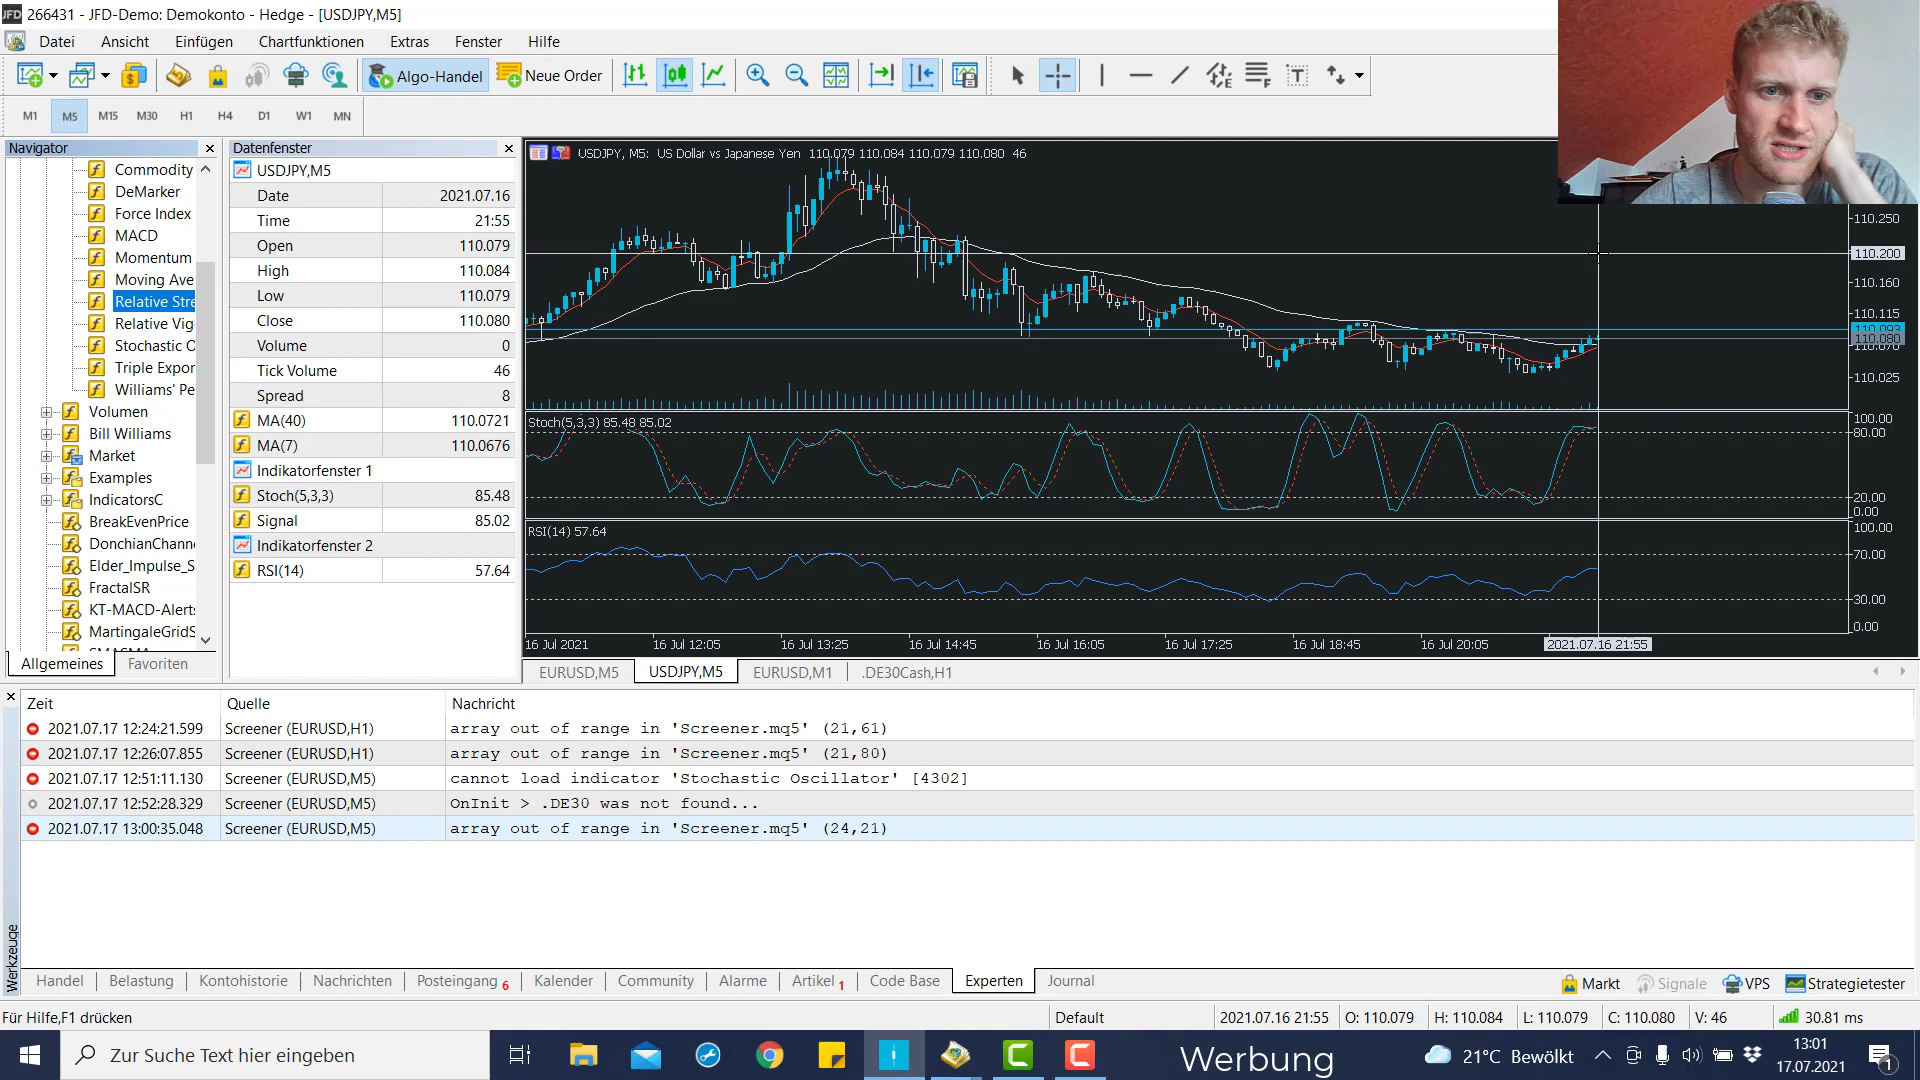 266431 - JFD-Demo: Demokonto - Hedge - [USDJPY,M5]
Datei Ansicht Einfügen Chartfunktionen Extras Fenster Hilfe
Algo-Handel Neue Order
M1 M5 M15 M30 H1 H4 D1 W1 MN
Navigator
Commodity
DeMarker
Force Index
MACD
Momentum
Moving Ave
Relative Stre
Relative Vig
Stochastic O
Triple Expor
Williams' Pe
Volumen
Bill Williams
Market
Examples
IndicatorsC
BreakEvenPrice
DonchianChann
Elder_Impulse_S
FractalSR
KT-MACD-Alerts
MartingaleGridS
Allgemeines Favoriten
Datenfenster
USDJPY,M5
Date 2021.07.16
Time 21:55
Open 110.079
High 110.084
Low 110.079
Close 110.080
Volume 0
Tick Volume 46
Spread 8
MA(40) 110.0721
MA(7) 110.0676
Indikatorfenster 1
Stoch(5,3,3) 85.48
Signal 85.02
Indikatorfenster 2
RSI(14) 57.64
USDJPY, M5: US Dollar vs Japanese Yen 110.079 110.084 110.079 110.080 46
110.250
110.200
110.160
110.115
110.093
110.080
110.025
Stoch(5,3,3) 85.48 85.02
100.00
80.00
20.00
0.00
RSI(14) 57.64
100.00
70.00
30.00
0.00
16 Jul 2021 16 Jul 12:05 16 Jul 13:25 16 Jul 14:45 16 Jul 16:05 16 Jul 17:25 16 Jul 18:45 16 Jul 20:05 2021.07.16 21:55
EURUSD,M5 USDJPY,M5 EURUSD,M1 .DE30Cash,H1
Zeit Quelle Nachricht
2021.07.17 12:24:21.599 Screener (EURUSD,H1) array out of range in 'Screener.mq5' (21,61)
2021.07.17 12:26:07.855 Screener (EURUSD,H1) array out of range in 'Screener.mq5' (21,80)
2021.07.17 12:51:11.130 Screener (EURUSD,M5) cannot load indicator 'Stochastic Oscillator' [4302]
2021.07.17 12:52:28.329 Screener (EURUSD,M5) OnInit > .DE30 was not found...
2021.07.17 13:00:35.048 Screener (EURUSD,M5) array out of range in 'Screener.mq5' (24,21)
Werkzeuge
Handel Belastung Kontohistorie Nachrichten Posteingang 6 Kalender Community Alarme Artikel 1 Code Base Experten Journal
Markt Signale VPS Strategietester
Für Hilfe,F1 drücken Default 2021.07.16 21:55 O: 110.079 H: 110.084 L: 110.079 C: 110.080 V: 46 30.81 ms
Zur Suche Text hier eingeben
Werbung
21°C Bewölkt
13:01
17.07.2021
1